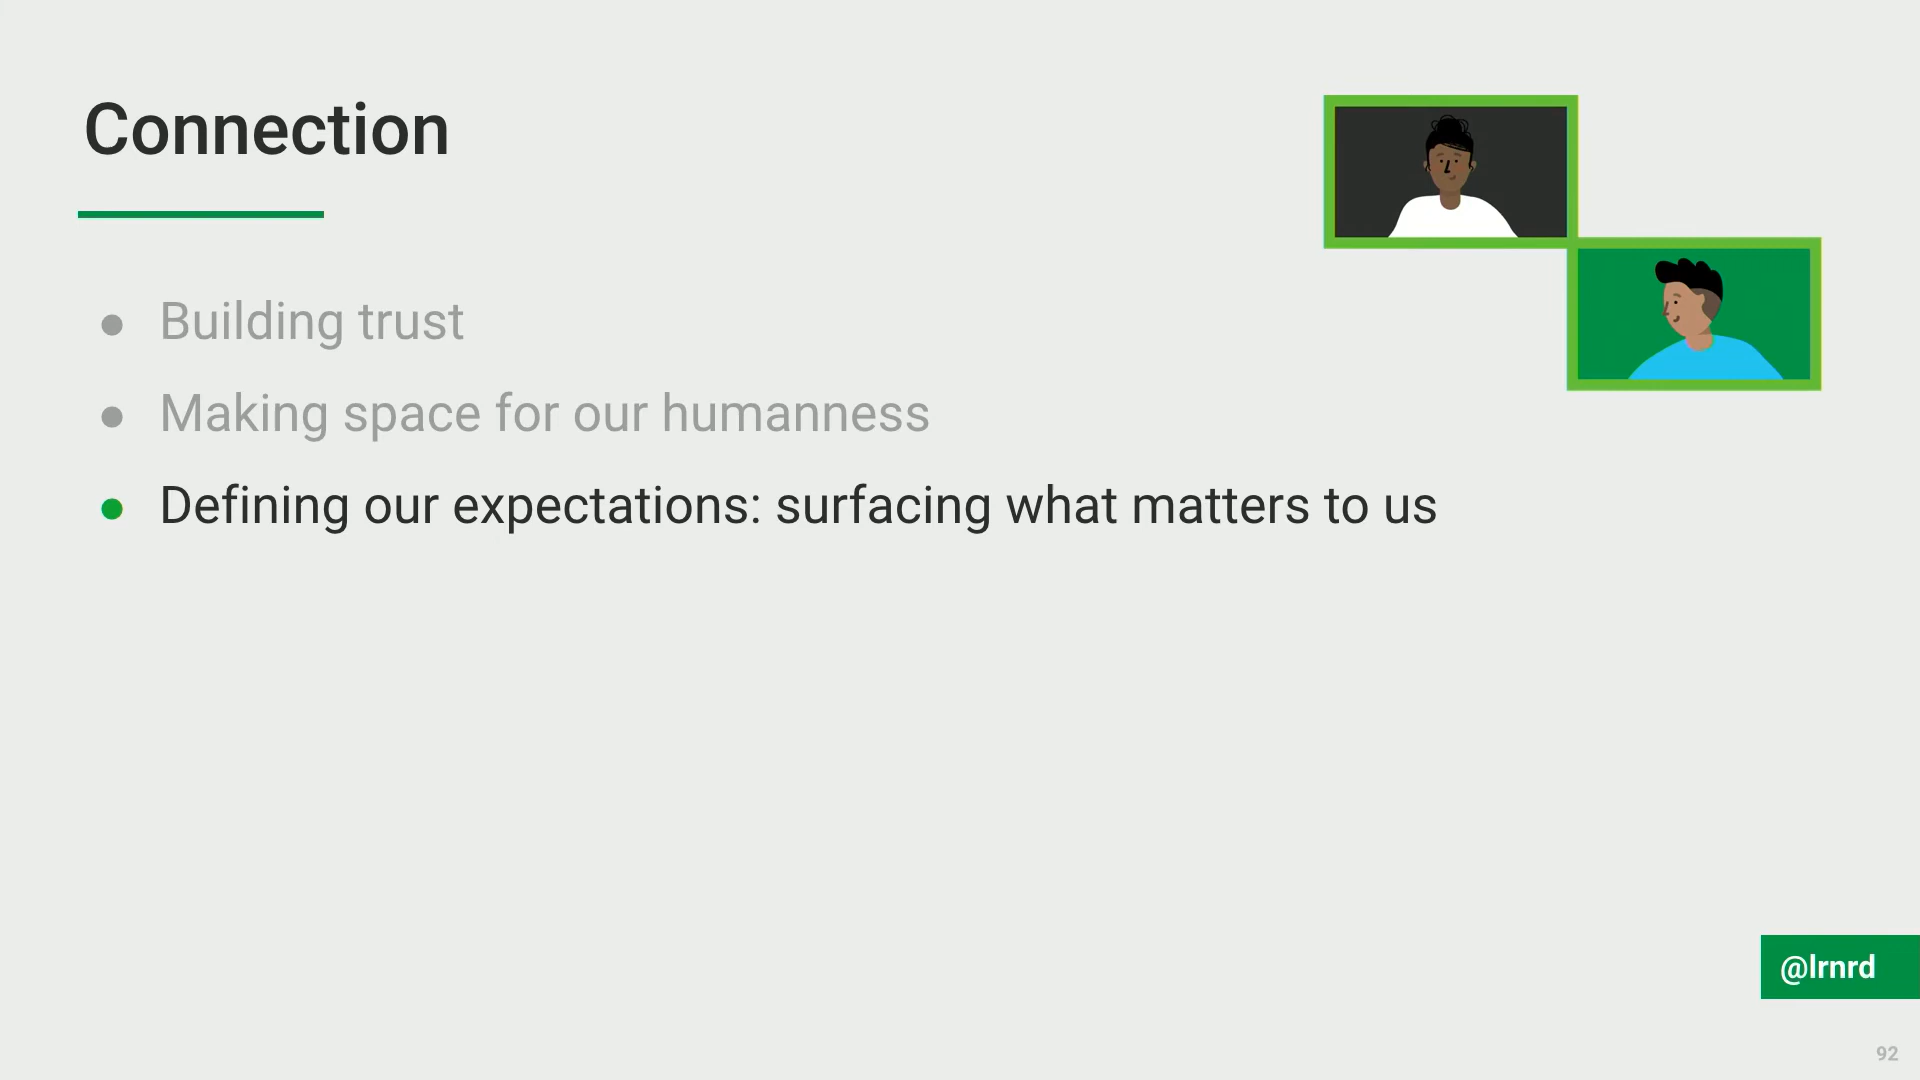 Connection
● Building trust
● Making space for our humanness
● Defining our expectations: surfacing what matters to us
@lrnrd
92